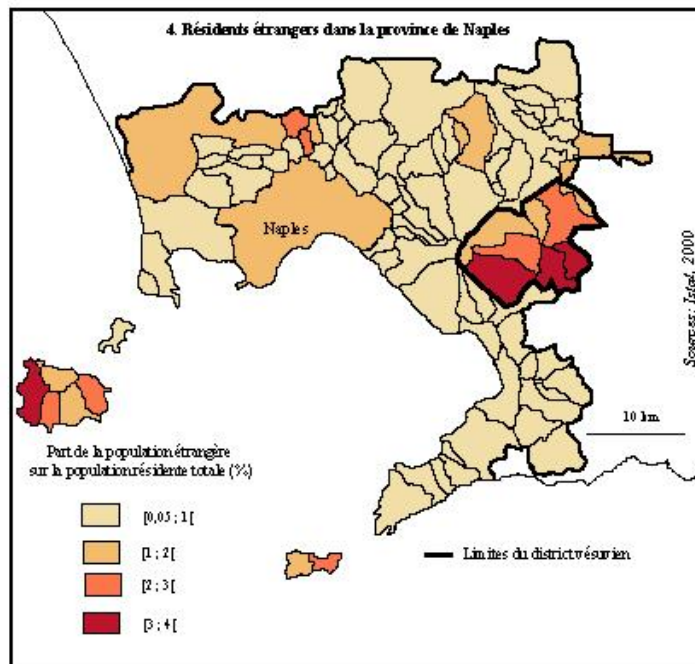 4. Résidents étrangers dans la province de Naples
Naples
Sources: Istat, 2000
10 km
Part de la population étrangère
sur la population résidente totale (%)
[0,05 ; 1[
[1 ; 2[
[2 ; 3[
[3 ; 4[
Limites du district vésuvien